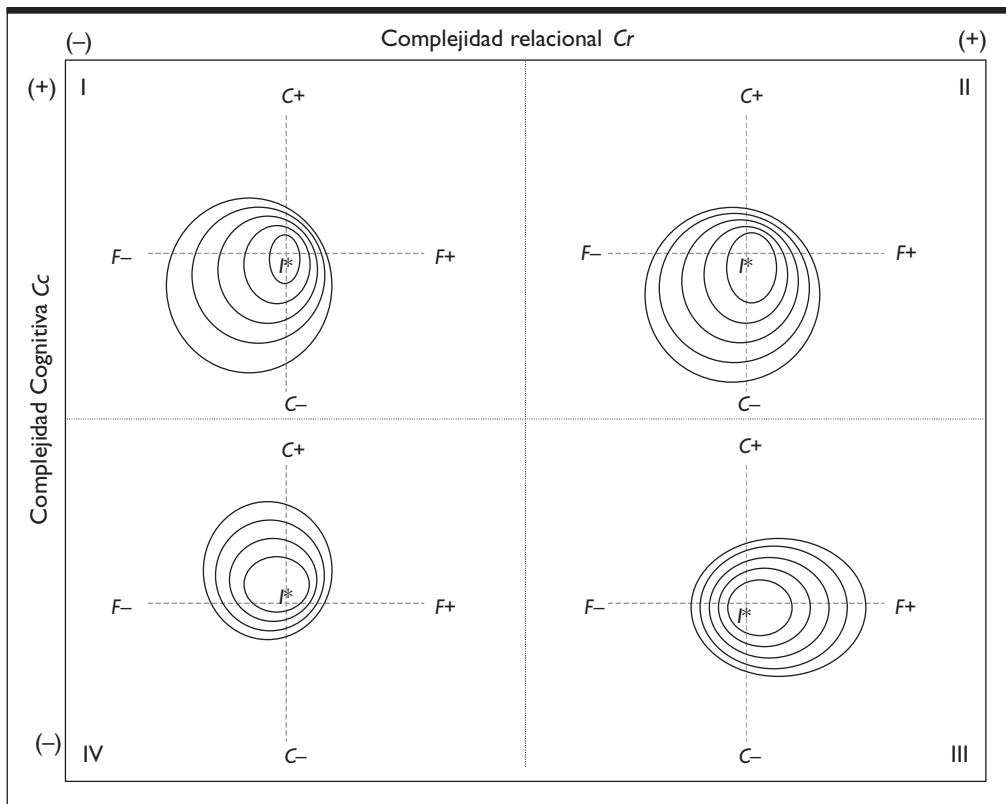 Complejidad relacional Cr
(–)
(+)
(+)
I
II
C+
C+
F–
I*
F+
F–
I*
F+
C–
C–
Complejidad Cognitiva Cc
C+
C+
F–
I*
F+
F–
I*
F+
(–)
IV
C–
C–
III